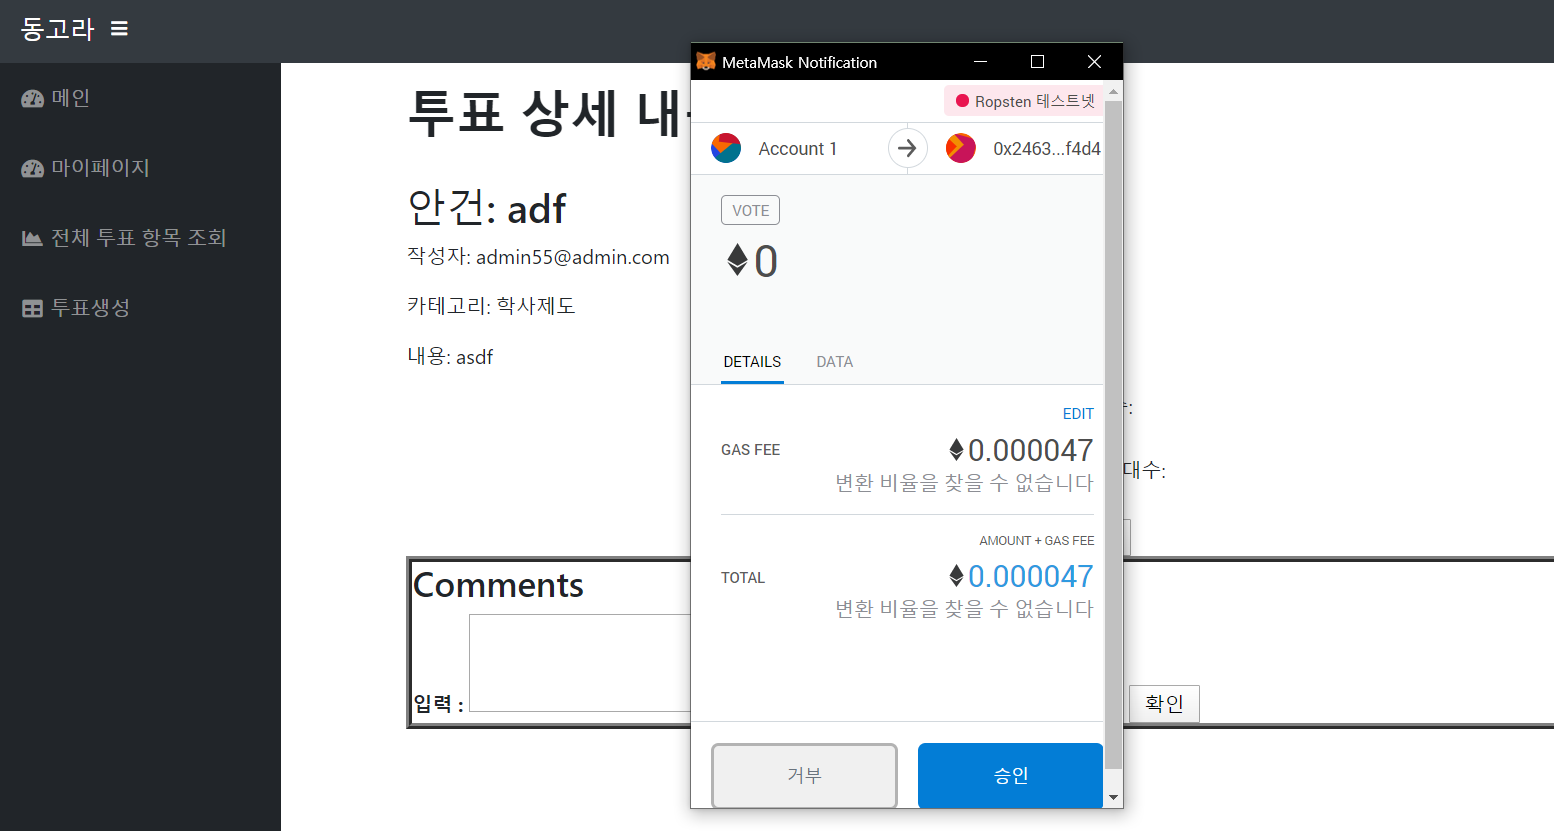 동고라
메인
마이페이지
전체 투표 항목 조회
투표생성
투표 상세 내
안건: adf
작성자: admin55@admin.com
카테고리: 학사제도
내용: asdf
대수:
Comments
입력 :
확인
MetaMask Notification
Ropsten 테스트넷
Account 1
0x2463...f4d4
VOTE
0
DETAILS DATA
EDIT
GAS FEE 0.000047
변환 비율을 찾을 수 없습니다
AMOUNT + GAS FEE
TOTAL 0.000047
변환 비율을 찾을 수 없습니다
거부 승인